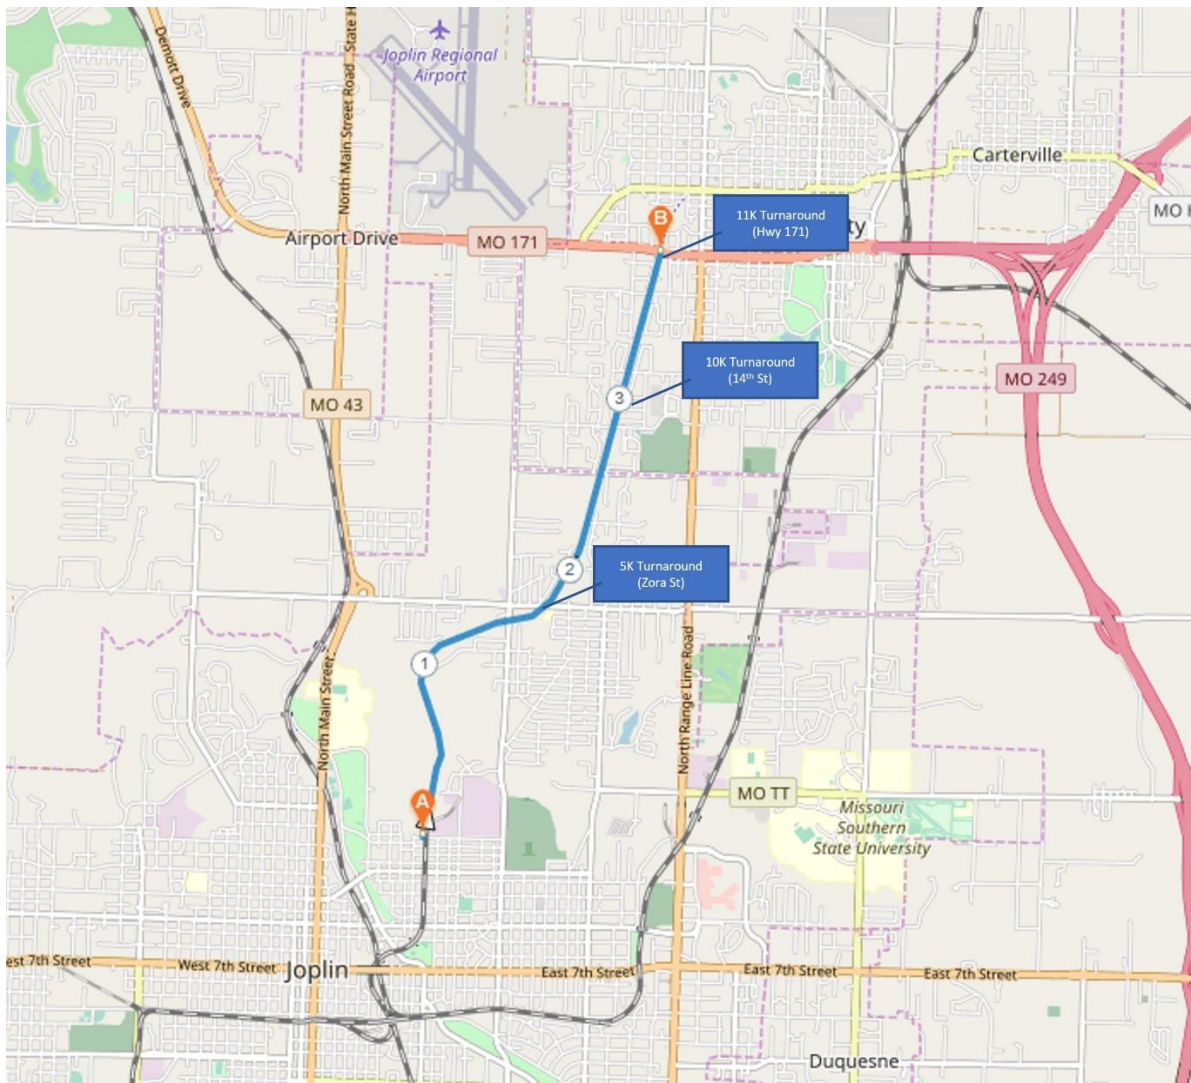 Demott Drive
North Main Street Road
State H
Joplin Regional
Airport
Carterville
MO H
B
11K Turnaround
(Hwy 171)
ty
Airport Drive
MO 171
10K Turnaround
(14th St)
MO 249
MO 43
3
5K Turnaround
(Zora St)
2
1
North Main Street
North Range Line Road
A
MO TT
Missouri
Southern
State University
est 7th Street
West 7th Street
Joplin
East 7th Street
East 7th Street
East 7th Street
Duquesne